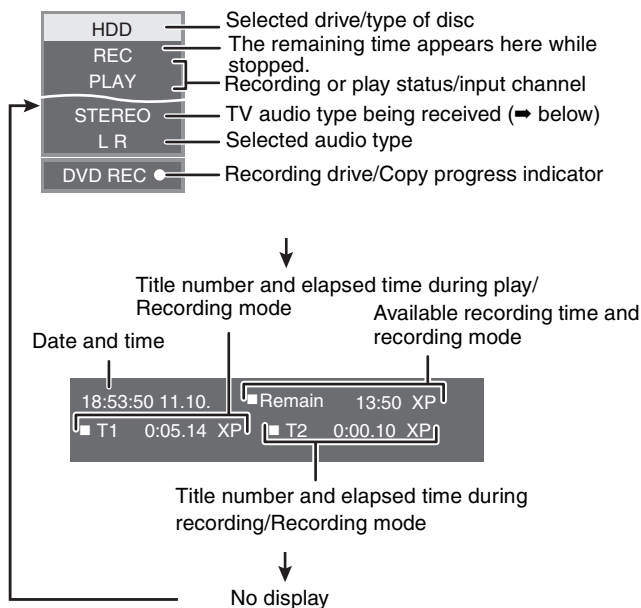 HDD
Selected drive/type of disc
REC
The remaining time appears here while
stopped.
PLAY
Recording or play status/input channel
STEREO
TV audio type being received (➡ below)
L R
Selected audio type
DVD REC ●
Recording drive/Copy progress indicator
Title number and elapsed time during play/
Recording mode
Available recording time and
recording mode
Date and time
18:53:50 11.10. ■Remain 13:50 XP
■ T1 0:05.14 XP ■ T2 0:00.10 XP
Title number and elapsed time during
recording/Recording mode
No display